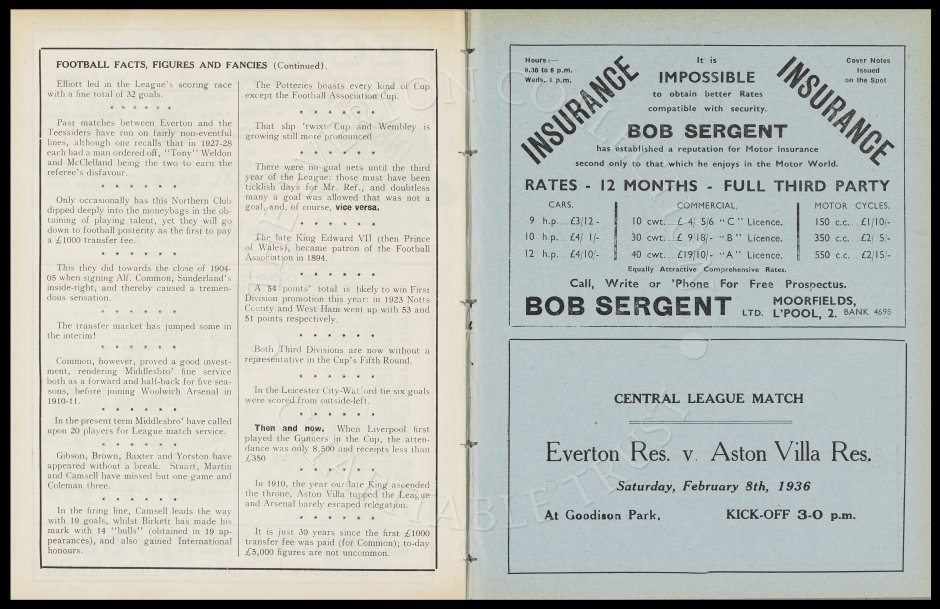 FOOTBALL FACTS, FIGURES AND FANCIES (Continued).
Elliott led in the League's scoring race
with a fine total of 32 goals.
* * * * * *
Past matches between Everton and the
Teessiders have run on fairly non-eventful
lines, although one recalls that in 1927-28
each had a man ordered off, "Tony" Weldon
and McClelland being the two to earn the
referee's disfavour.
* * * * * *
Only occasionally has this Northern Club
dipped deeply into the moneybags in the ob-
taining of playing talent, yet they will go
down to football posterity as the first to pay
a £1000 transfer fee.
* * * * * *
This they did towards the close of 1904-
05 when signing Alf. Common, Sunderland's
inside-right, and thereby caused a tremen-
dous sensation.
* * * * * *
The transfer market has jumped some in
the interim!
* * * * * *
Common, however, proved a good invest-
ment, rendering Middlesbro' fine service
both as a forward and half-back for five sea-
sons, before joining Woolwich Arsenal in
1910-11.
* * * * * *
In the present term Middlesbro' have called
upon 20 players for League match service.
* * * * * *
Gibson, Brown, Baxter and Yorston have
appeared without a break. Stuart, Martin
and Camsell have missed but one game and
Coleman three.
* * * * * *
In the firing line, Camsell leads the way
with 19 goals, whilst Birkett has made his
mark with 14 "bulls" (obtained in 19 ap-
pearances), and also gained International
honours.
The Potteries boasts every kind of Cup
except the Football Association Cup.
* * * * * *
That slip 'twixt Cup and Wembley is
growing still more pronounced
* * * * * *
There were no goal nets until the third
year of the League: those must have been
ticklish days for Mr. Ref., and doubtless
many a goal was allowed that was not a
goal, and, of course, vice versa.
* * * * * *
The late King Edward VII (then Prince
of Wales), became patron of the Football
Association in 1894.
* * * * * *
A 54 points' total is likely to win First
Division promotion this year: in 1923 Notts
County and West Ham went up with 53 and
51 points respectively.
* * * * * *
Both Third Divisions are now without a
representative in the Cup's Fifth Round.
* * * * * *
In the Leicester City-Watford tie six goals
were scored from outside-left.
* * * * * *
Then and now. When Liverpool first
played the Gunners in the Cup, the atten-
dance was only 8,500 and receipts less than
£350
* * * * * *
In 1910, the year our late King ascended
the throne, Aston Villa topped the League
and Arsenal barely escaped relegation.
* * * * * *
It is just 30 years since the first £1000
transfer fee was paid (for Common); to-day
£5,000 figures are not uncommon.
Hours:—
9.30 to 8 p.m.
Weds. 1 p.m.
INSURANCE
It is
IMPOSSIBLE
to obtain better Rates
compatible with security.
INSURANCE
Cover Notes
Issued
on the Spot
BOB SERGENT
has established a reputation for Motor Insurance
second only to that which he enjoys in the Motor World.
RATES - 12 MONTHS - FULL THIRD PARTY
CARS. COMMERCIAL. MOTOR CYCLES.
9 h.p. £3/12 - 10 cwt. £ 4/ 5/6 "C" Licence. 150 c.c. £1/10/-
10 h.p. £4/ 1/- 30 cwt. £ 9/18/- "B" Licence. 350 c.c. £2/ 5/-
12 h.p. £4/10/- 40 cwt. £19/10/- "A" Licence. 550 c.c. £2/15/-
Equally Attractive Comprehensive Rates.
Call, Write or 'Phone For Free Prospectus.
BOB SERGENT LTD. MOORFIELDS, L'POOL, 2. BANK 4698
CENTRAL LEAGUE MATCH
Everton Res. v. Aston Villa Res.
Saturday, February 8th, 1936
At Goodison Park. KICK-OFF 3-0 p.m.